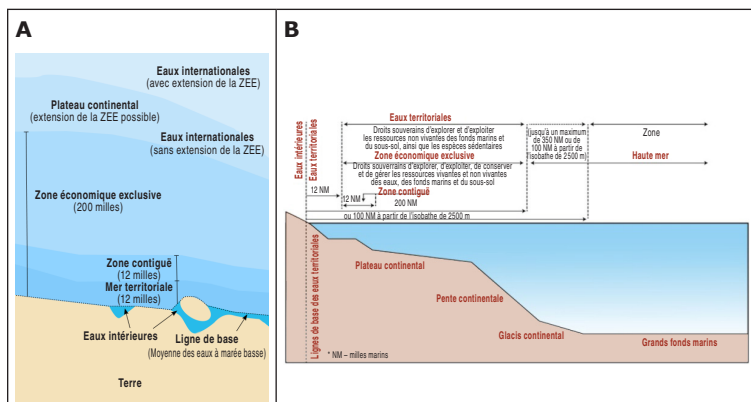 A
Eaux internationales
(avec extension de la ZEE)
Plateau continental
(extension de la ZEE possible)
Eaux internationales
(sans extension de la ZEE)
Zone économique exclusive
(200 milles)
Zone contiguë
(12 milles)
Mer territoriale
(12 milles)
Eaux intérieures
Ligne de base
(Moyenne des eaux à marée basse)
Terre
B
Eaux intérieures
Eaux territoriales
Eaux territoriales
Droits souverains d'explorer et d'exploiter
les ressources non vivantes des fonds marins et
du sous-sol, ainsi que les espèces sédentaires
Zone économique exclusive
Droits souverains d'explorer, d'exploiter, de conserver
et de gérer les ressources vivantes et non vivantes
des eaux, des fonds marins et du sous-sol
(jusqu'à un maximum
de 350 NM ou de
100 NM à partir de
l'isobathe de 2 500 m)
Zone
Haute mer
Zone contiguë
12 NM
12 NM
200 NM
ou 100 NM à partir de l'isobathe de 2500 m
Lignes de base des eaux territoriales
Plateau continental
Pente continentale
Glacis continental
Grands fonds marins
* NM – milles marins